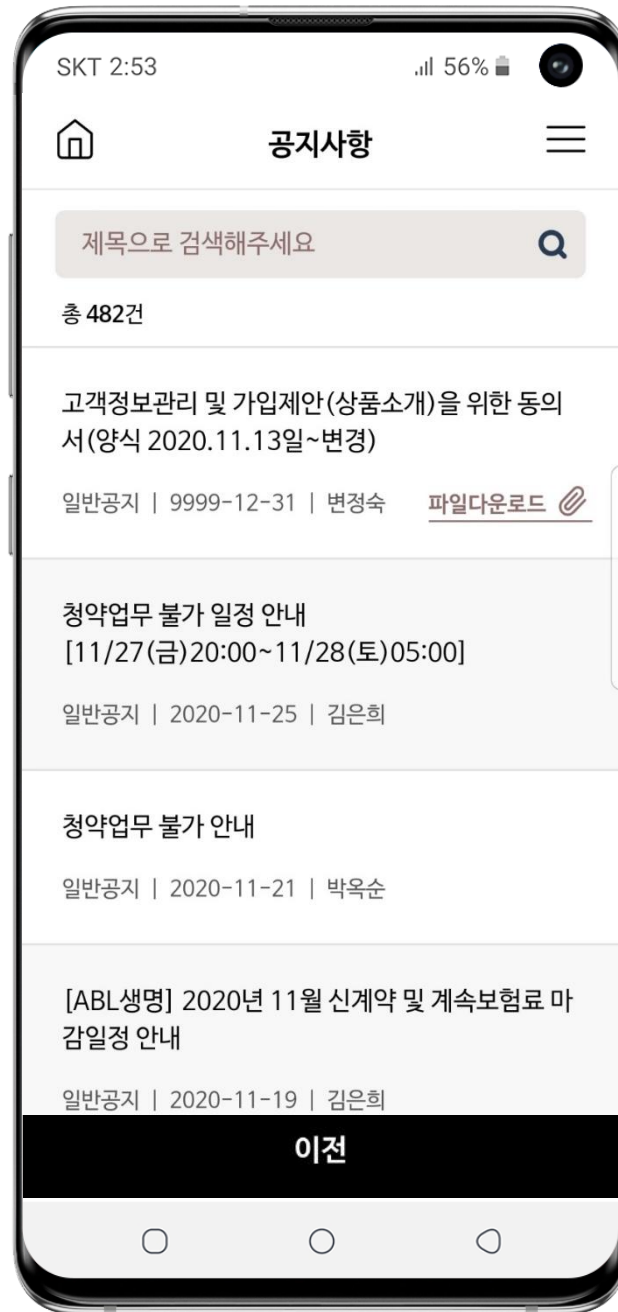 SKT 2:53
56%
공지사항
제목으로 검색해주세요
총 482건
고객정보관리 및 가입제안(상품소개)을 위한 동의
서(양식 2020.11.13일~변경)
일반공지 | 9999-12-31 | 변정숙 파일다운로드
청약업무 불가 일정 안내
[11/27(금)20:00~11/28(토)05:00]
일반공지 | 2020-11-25 | 김은희
청약업무 불가 안내
일반공지 | 2020-11-21 | 박옥순
[ABL생명] 2020년 11월 신계약 및 계속보험료 마
감일정 안내
일반공지 | 2020-11-19 | 김은희
이전